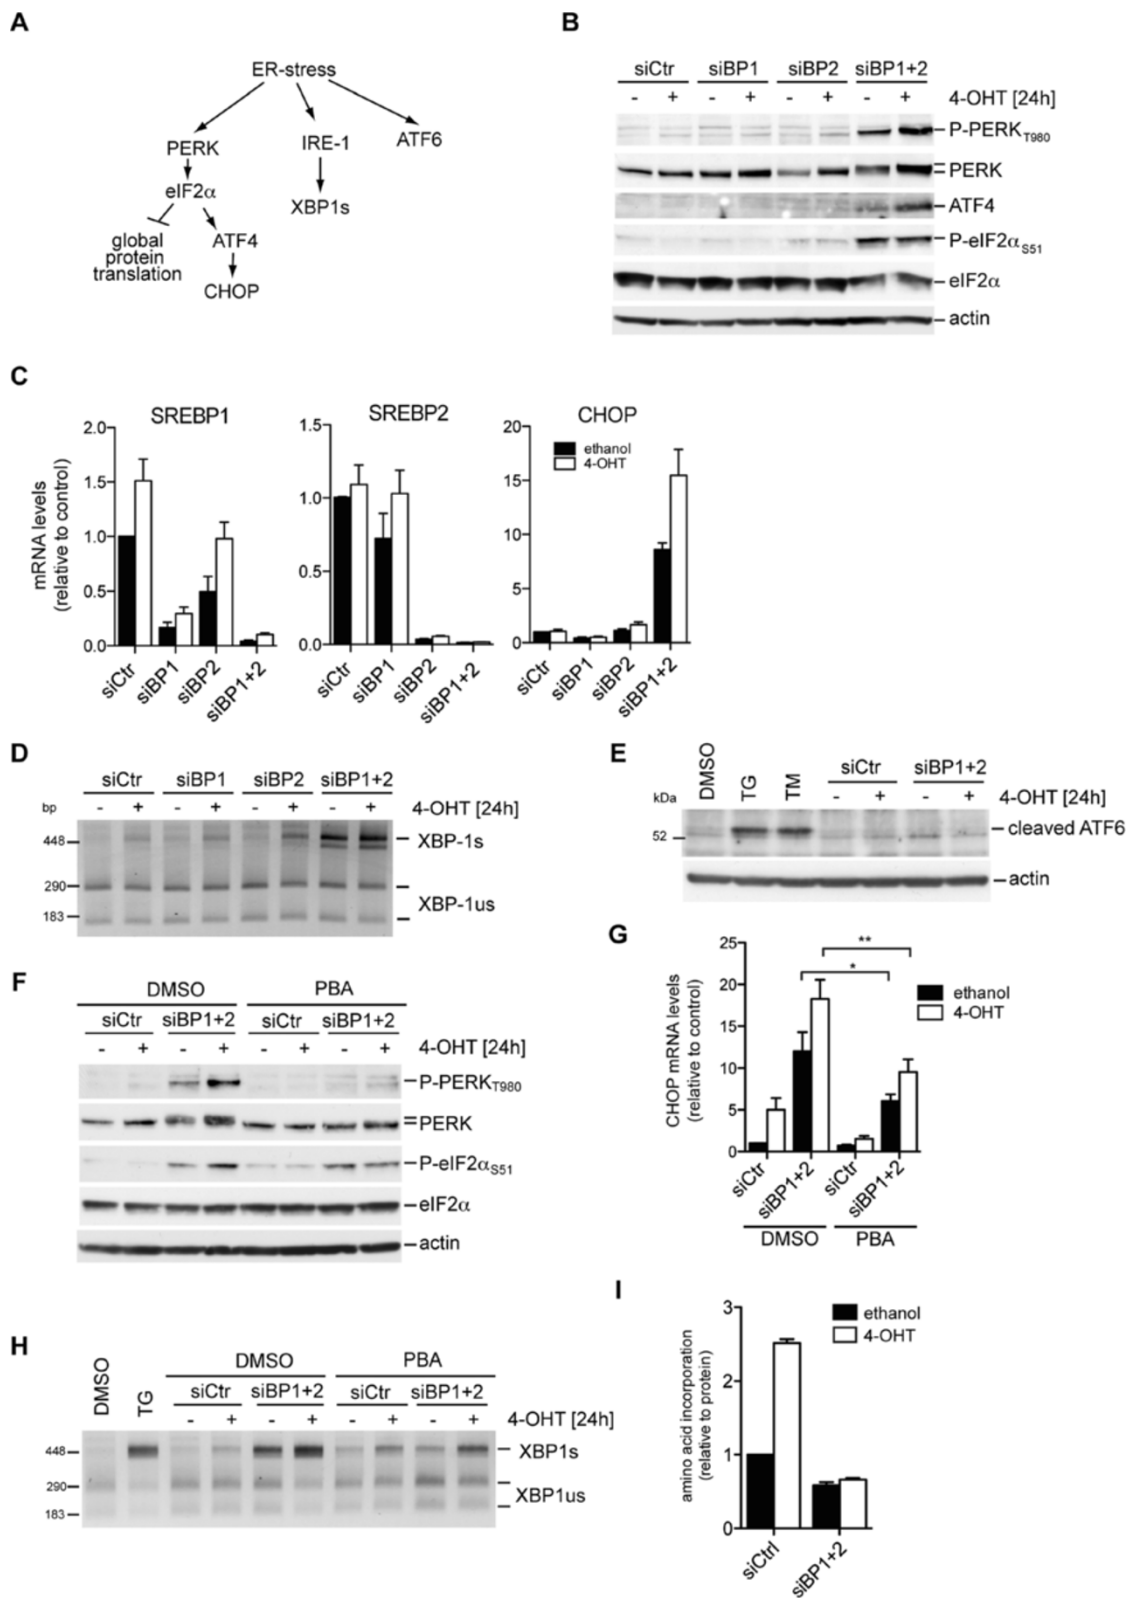 A
ER-stress
PERK
IRE-1
ATF6
eIF2α
XBP1s
global
protein
translation
ATF4
CHOP
B
siCtr siBP1 siBP2 siBP1+2
- + - + - + - + 4-OHT [24h]
P-PERKT980
PERK
ATF4
P-eIF2αS51
eIF2α
actin
C
SREBP1
mRNA levels
(relative to control)
2.0
1.5
1.0
0.5
0.0
siCtr siBP1 siBP2 siBP1+2
SREBP2
1.5
1.0
0.5
0.0
siCtr siBP1 siBP2 siBP1+2
CHOP
ethanol
4-OHT
20
15
10
5
0
siCtr siBP1 siBP2 siBP1+2
D
siCtr siBP1 siBP2 siBP1+2
bp - + - + - + - + 4-OHT [24h]
448 XBP-1s
290
XBP-1us
183
E
DMSO TG TM siCtr siBP1+2
kDa - + - + 4-OHT [24h]
52 cleaved ATF6
actin
F
DMSO PBA
siCtr siBP1+2 siCtr siBP1+2
- + - + - + - + 4-OHT [24h]
P-PERKT980
PERK
P-eIF2αS51
eIF2α
actin
G
CHOP mRNA levels
(relative to control)
25
20
15
10
5
0
**
*
ethanol
4-OHT
siCtr siBP1+2 siCtr siBP1+2
DMSO PBA
H
DMSO TG DMSO PBA
siCtr siBP1+2 siCtr siBP1+2
- + - + - + - + 4-OHT [24h]
448 XBP1s
290
XBP1us
183
I
amino acid incorporation
(relative to protein)
3
2
1
0
ethanol
4-OHT
siCtrl siBP1+2